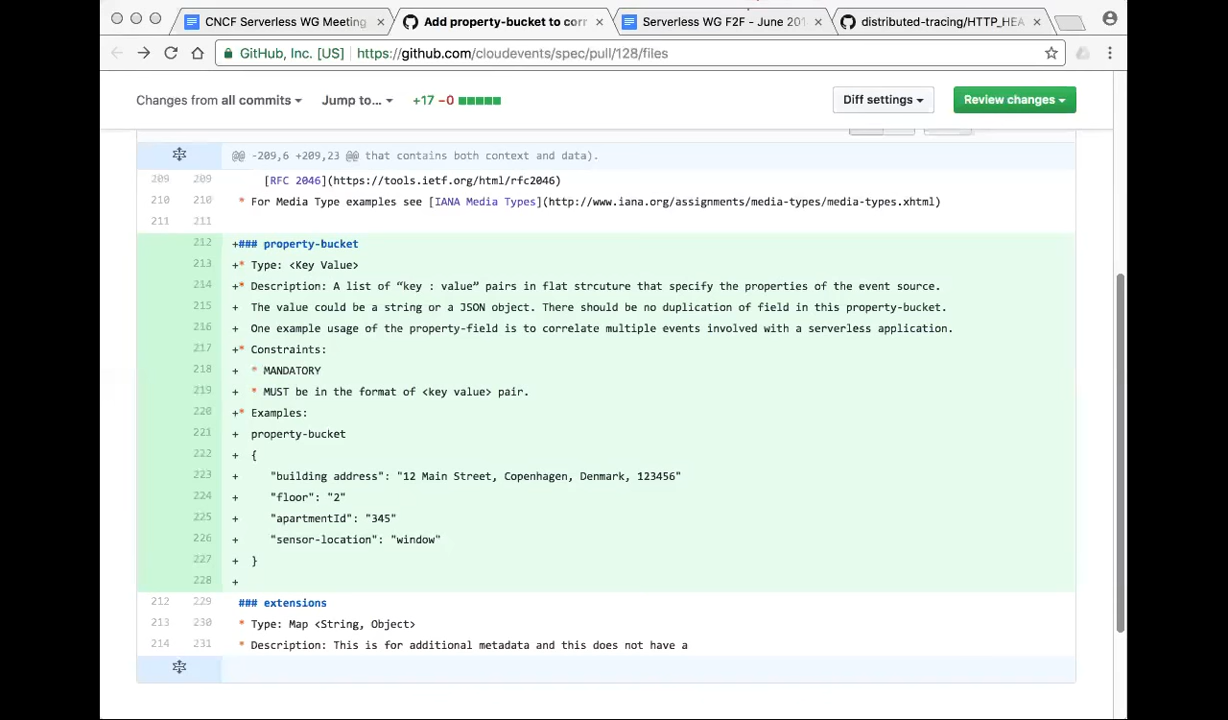 CNCF Serverless WG Meeting
Add property-bucket to corr
Serverless WG F2F - June 201
distributed-tracing/HTTP_HEA
GitHub, Inc. [US] https://github.com/cloudevents/spec/pull/128/files
Changes from all commits Jump to... +17 −0 Diff settings Review changes
@@ -209,6 +209,23 @@ that contains both context and data).
209 209 [RFC 2046](https://tools.ietf.org/html/rfc2046)
210 210 * For Media Type examples see [IANA Media Types](http://www.iana.org/assignments/media-types/media-types.xhtml)
211 211
212 +### property-bucket
213 +* Type: <Key Value>
214 +* Description: A list of “key : value” pairs in flat strcuture that specify the properties of the event source.
215 + The value could be a string or a JSON object. There should be no duplication of field in this property-bucket.
216 + One example usage of the property-field is to correlate multiple events involved with a serverless application.
217 +* Constraints:
218 + * MANDATORY
219 + * MUST be in the format of <key value> pair.
220 +* Examples:
221 + property-bucket
222 + {
223 + "building address": "12 Main Street, Copenhagen, Denmark, 123456"
224 + "floor": "2"
225 + "apartmentId": "345"
226 + "sensor-location": "window"
227 + }
228 +
212 229 ### extensions
213 230 * Type: Map <String, Object>
214 231 * Description: This is for additional metadata and this does not have a